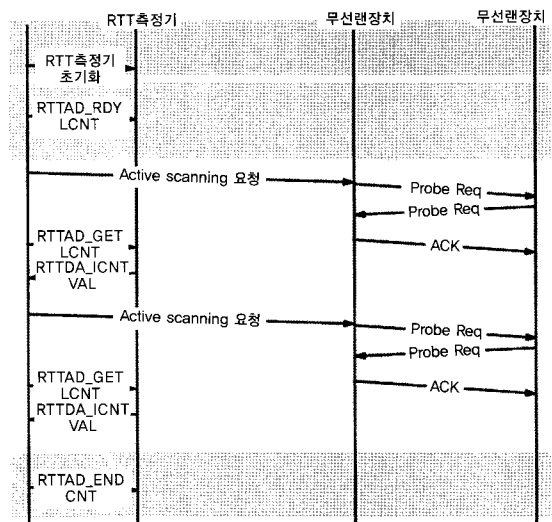 RTT측정기
무선랜장치
무선랜장치
RTT측정기
초기화
RTTAD_RDY
LCNT
Active scanning 요청
Probe Req
Probe Req
RTTAD_GET
LCNT
ACK
RTTDA_ICNT
VAL
Active scanning 요청
Probe Req
Probe Req
RTTAD_GET
LCNT
ACK
RTTDA_ICNT
VAL
RTTAD_END
CNT